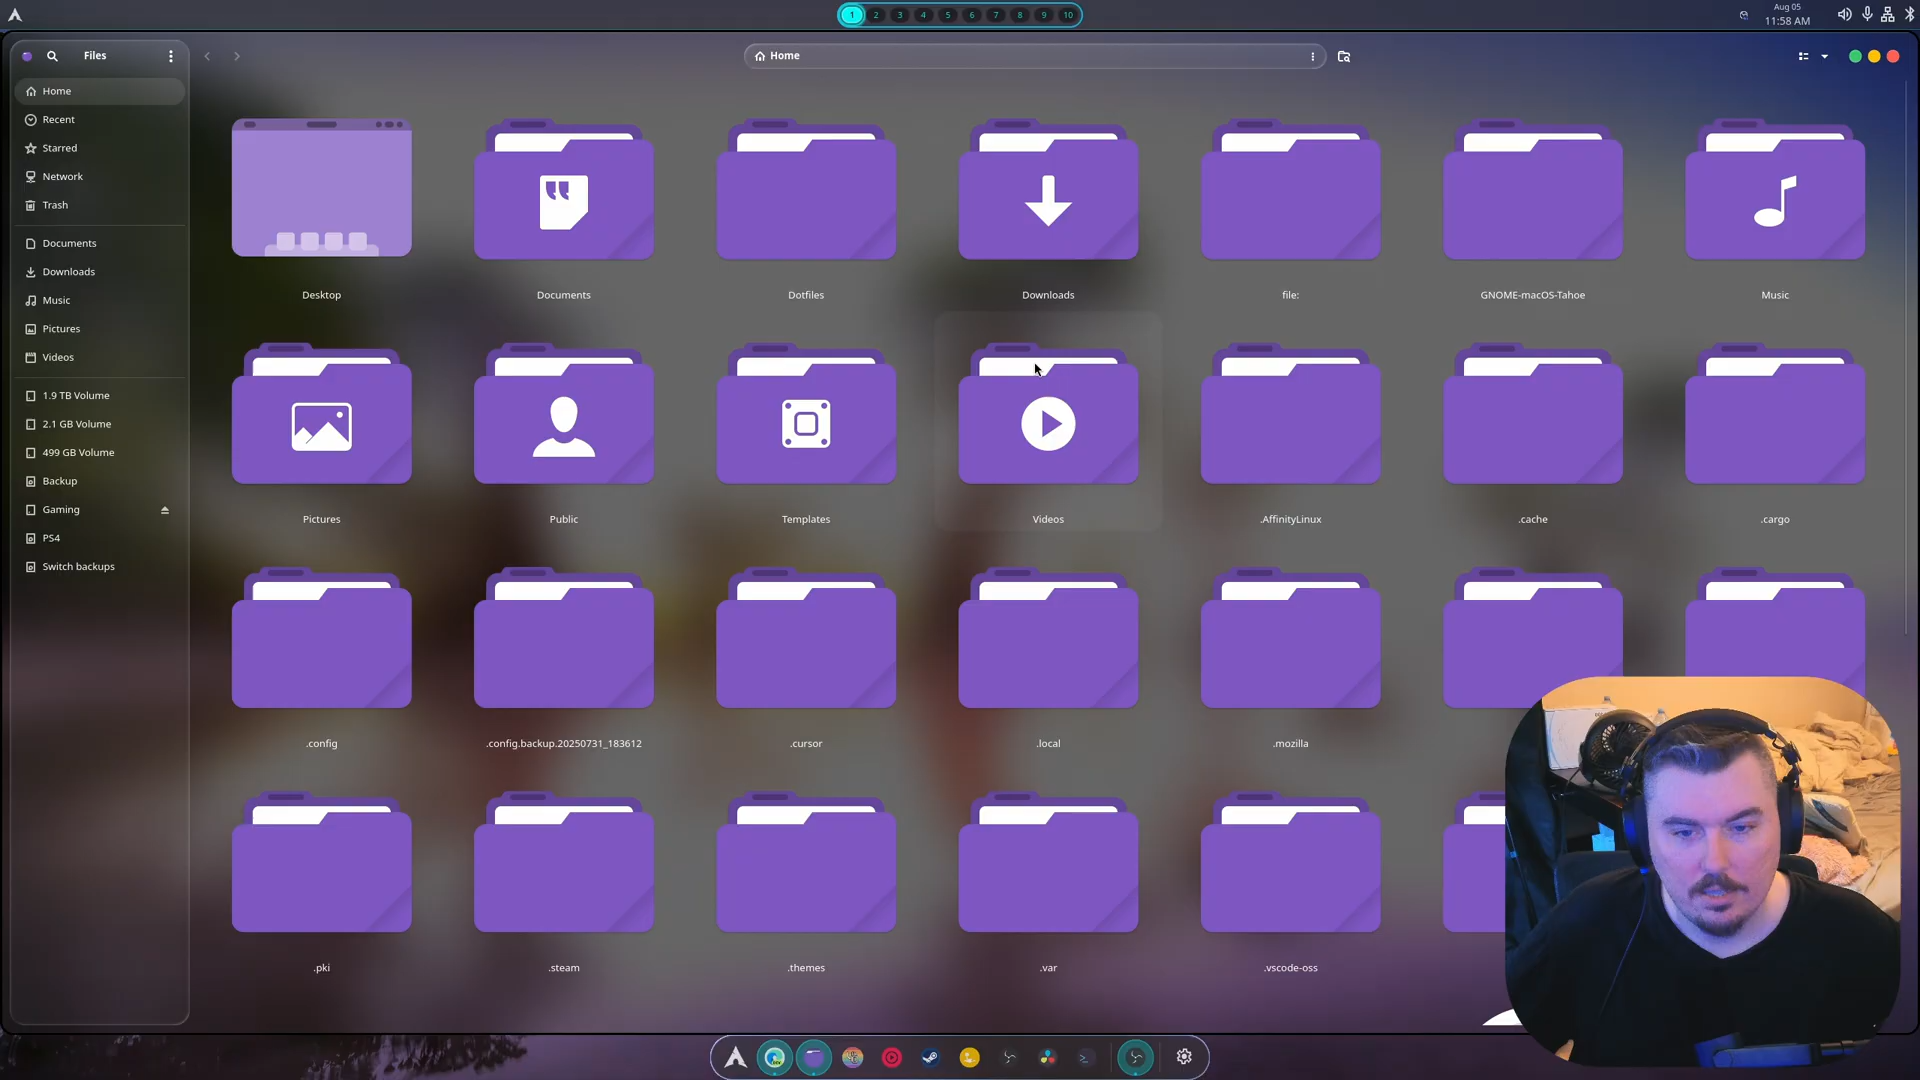 1 2 3 4 5 6 7 8 9 10
Aug 05
11:58 AM
Files
Home
Home
Recent
Starred
Network
Trash
Documents
Downloads
Music
Pictures
Videos
1.9 TB Volume
2.1 GB Volume
499 GB Volume
Backup
Gaming
PS4
Switch backups
Desktop Documents Dotfiles Downloads file: GNOME-macOS-Tahoe Music
Pictures Public Templates Videos .AffinityLinux .cache .cargo
.config .config.backup.20250731_183612 .cursor .local .mozilla
.pki .steam .themes .var .vscode-oss